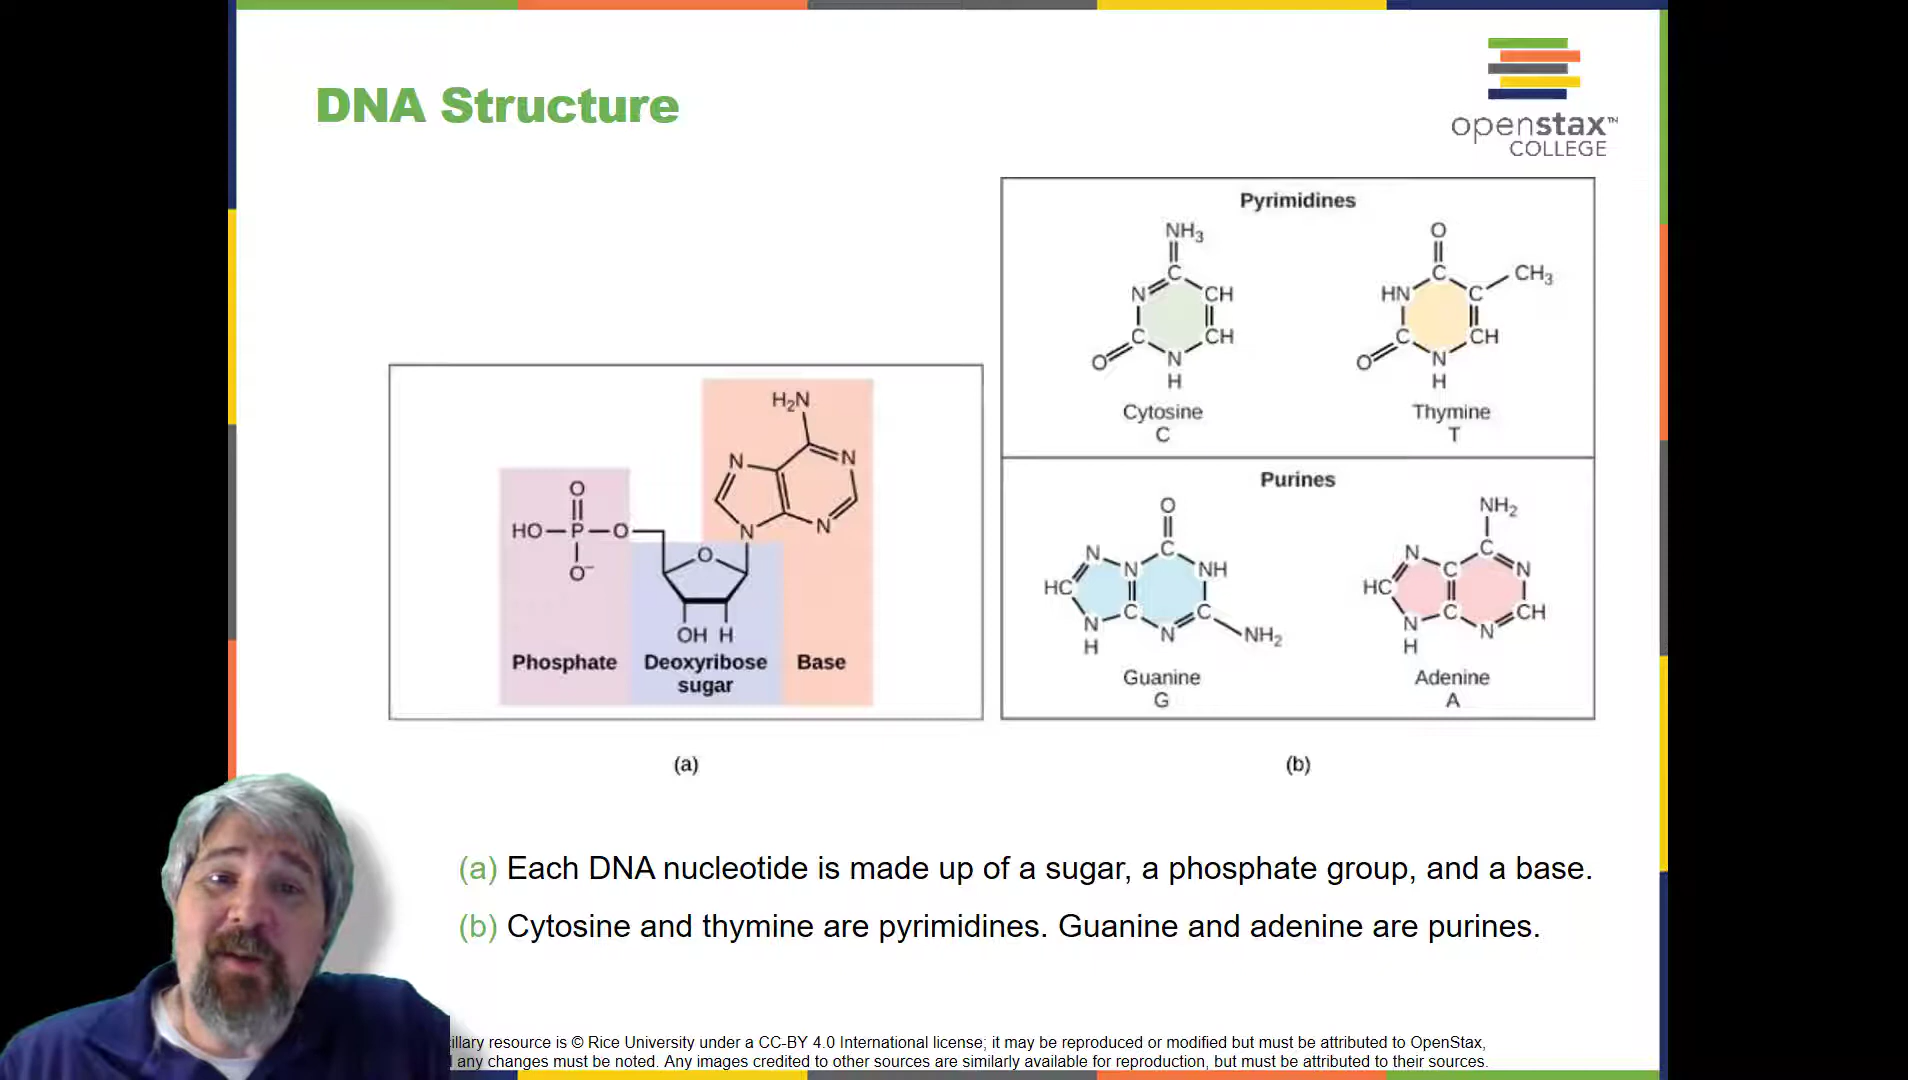 DNA Structure
openstax™
COLLEGE
Pyrimidines
NH3
C
N
CH
C
CH
O
N
H
Cytosine
C
O
C
CH3
HN
C
C
CH
O
N
H
Thymine
T
Purines
O
N
C
HC
N
NH
N
C
C
H
N
NH2
Guanine
G
NH2
N
C
HC
C
N
N
C
CH
H
N
Adenine
A
(b)
H2N
N
N
N
N
O
HO
P
O
O
O−
OH H
Phosphate
Deoxyribose
sugar
Base
(a)
(a) Each DNA nucleotide is made up of a sugar, a phosphate group, and a base.
(b) Cytosine and thymine are pyrimidines. Guanine and adenine are purines.
resource is © Rice University under a CC-BY 4.0 International license; it may be reproduced or modified but must be attributed to OpenStax,
any changes must be noted. Any images credited to other sources are similarly available for reproduction, but must be attributed to their sources.